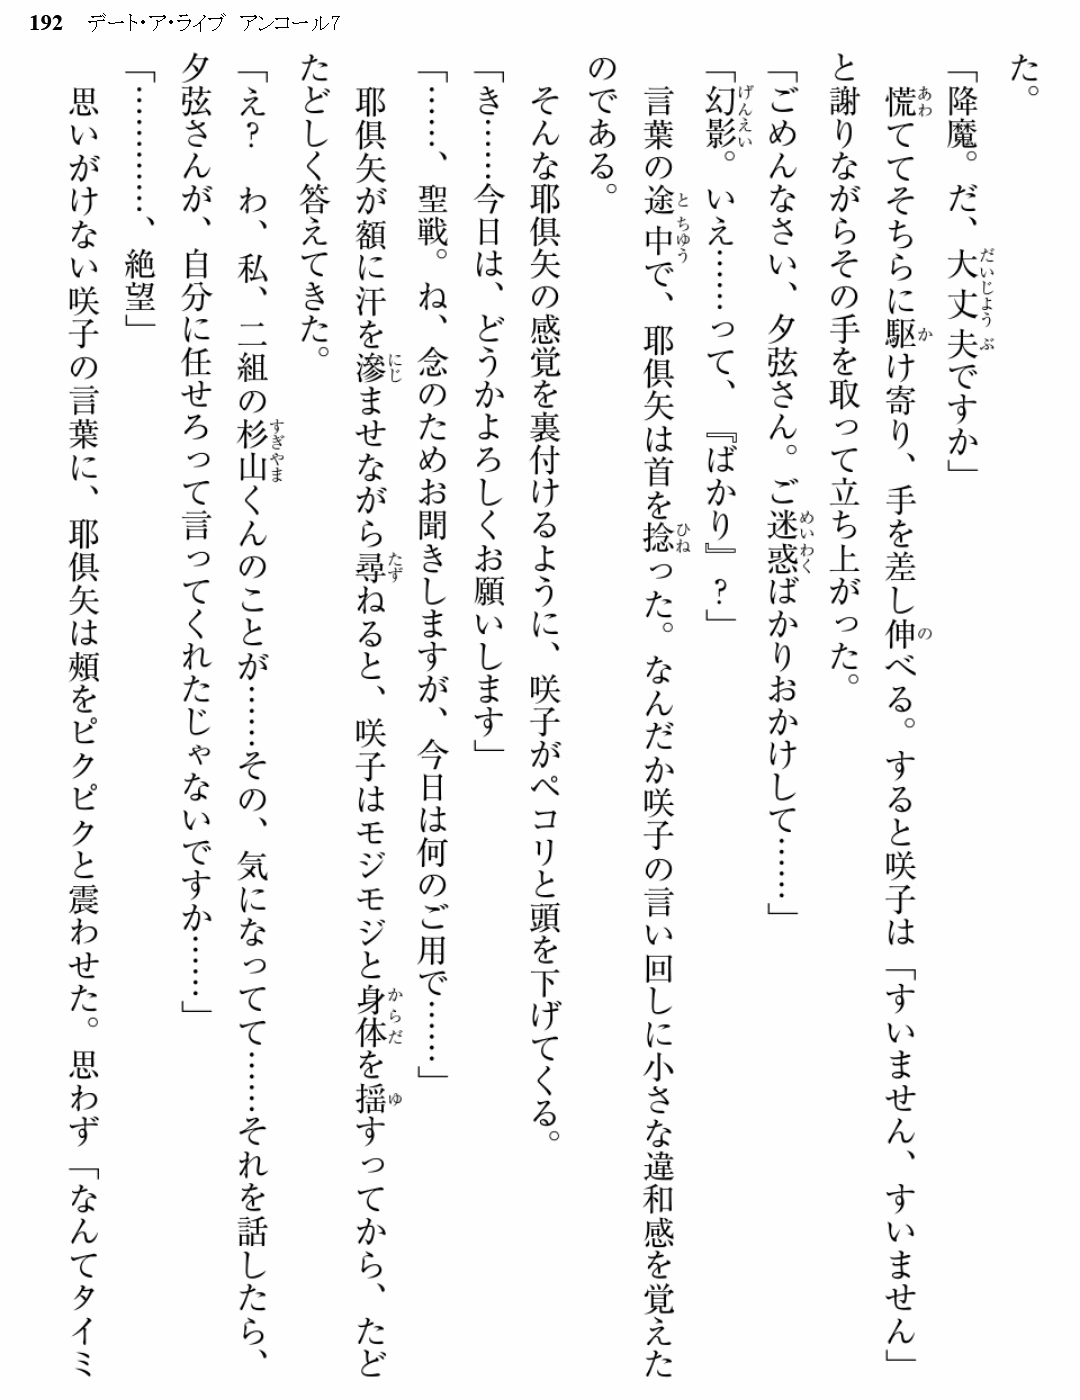 192　デート・ア・ライブ　アンコール7
た。
「降魔。だ、大丈夫ですか」
慌ててそちらに駆け寄り、手を差し伸べる。すると咲子は「すいません、すいません」
と謝りながらその手を取って立ち上がった。
「ごめんなさい、夕弦さん。ご迷惑ばかりおかけして……」
「幻影。いえ……って、『ばかり』?」
言葉の途中で、耶倶矢は首を捻った。なんだか咲子の言い回しに小さな違和感を覚えた
のである。
そんな耶倶矢の感覚を裏付けるように、咲子がペコリと頭を下げてくる。
「き……今日は、どうかよろしくお願いします」
「……、聖戦。ね、念のためお聞きしますが、今日は何のご用で……」
耶倶矢が額に汗を滲ませながら尋ねると、咲子はモジモジと身体を揺すってから、たど
たどしく答えてきた。
「え?　わ、私、二組の杉山くんのことが……その、気になってて……それを話したら、
夕弦さんが、自分に任せろって言ってくれたじゃないですか……」
「…………、絶望」
思いがけない咲子の言葉に、耶倶矢は頬をピクピクと震わせた。思わず「なんてタイミ